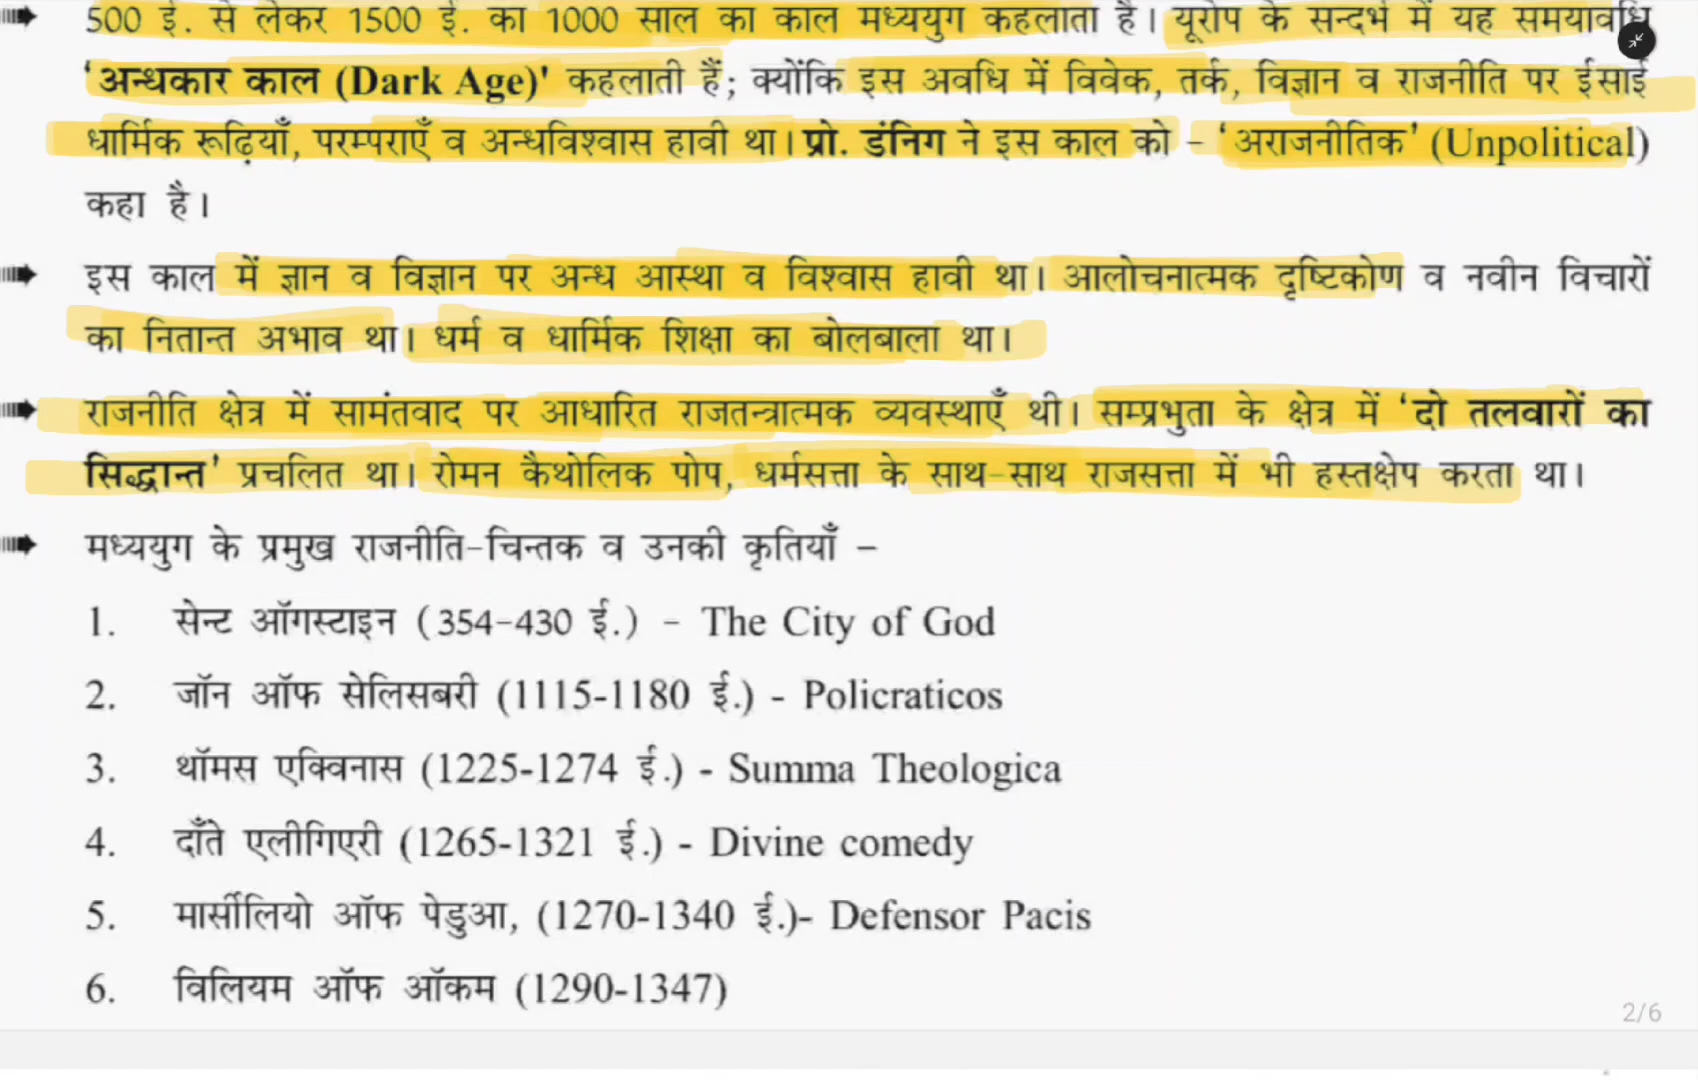 500 ई. से लेकर 1500 ई. का 1000 साल का काल मध्ययुग कहलाता है। यूरोप के सन्दर्भ में यह समयावधि
'अन्धकार काल (Dark Age)' कहलाती हैं; क्योंकि इस अवधि में विवेक, तर्क, विज्ञान व राजनीति पर ईसाई
धार्मिक रूढ़ियाँ, परम्पराएँ व अन्धविश्वास हावी था। प्रो. डंनिग ने इस काल को – 'अराजनीतिक' (Unpolitical)
कहा है।
इस काल में ज्ञान व विज्ञान पर अन्ध आस्था व विश्वास हावी था। आलोचनात्मक दृष्टिकोण व नवीन विचारों
का नितान्त अभाव था। धर्म व धार्मिक शिक्षा का बोलबाला था।
राजनीति क्षेत्र में सामंतवाद पर आधारित राजतन्त्रात्मक व्यवस्थाएँ थी। सम्प्रभुता के क्षेत्र में 'दो तलवारों का
सिद्धान्त' प्रचलित था। रोमन कैथोलिक पोप, धर्मसत्ता के साथ-साथ राजसत्ता में भी हस्तक्षेप करता था।
मध्ययुग के प्रमुख राजनीति-चिन्तक व उनकी कृतियाँ –
1. सेन्ट ऑगस्टाइन (354-430 ई.) - The City of God
2. जॉन ऑफ सेलिसबरी (1115-1180 ई.) - Policraticos
3. थॉमस एक्विनास (1225-1274 ई.) - Summa Theologica
4. दाँते एलीगिएरी (1265-1321 ई.) - Divine comedy
5. मार्सीलियो ऑफ पेडुआ, (1270-1340 ई.)- Defensor Pacis
6. विलियम ऑफ ऑकम (1290-1347)
2/6